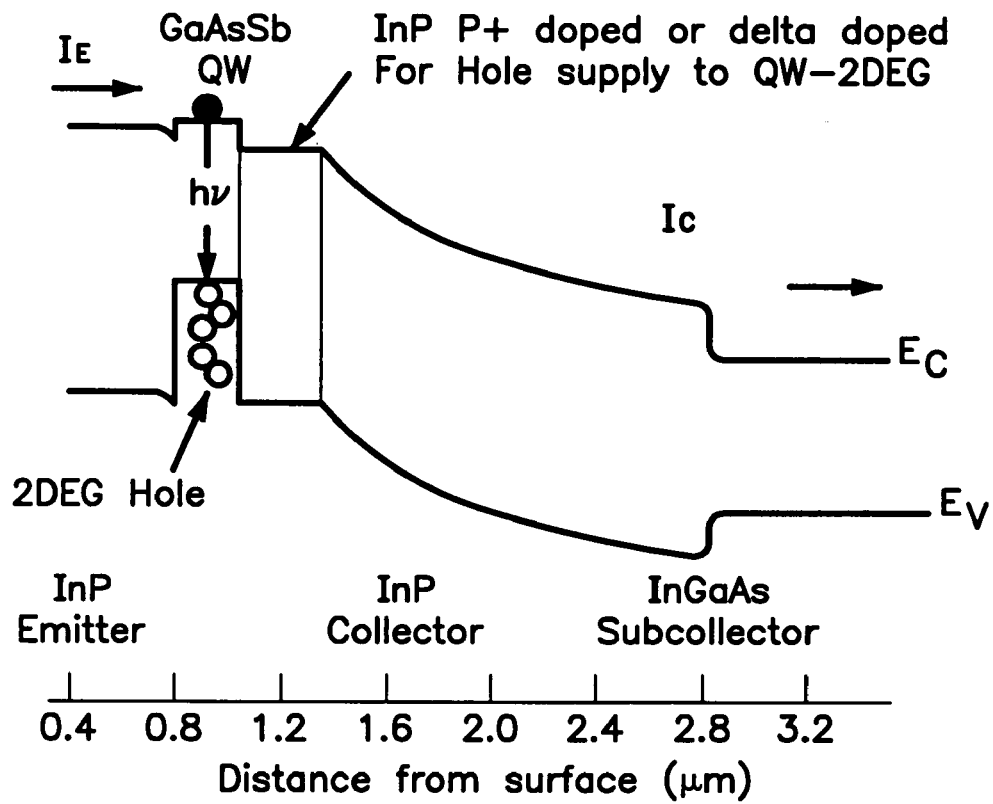 GaAsSb
QW
InP P+ doped or delta doped
For Hole supply to QW-2DEG
IE
hν
Ic
EC
2DEG Hole
EV
InP
Emitter
InP
Collector
InGaAs
Subcollector
0.4 0.8 1.2 1.6 2.0 2.4 2.8 3.2
Distance from surface (μm)